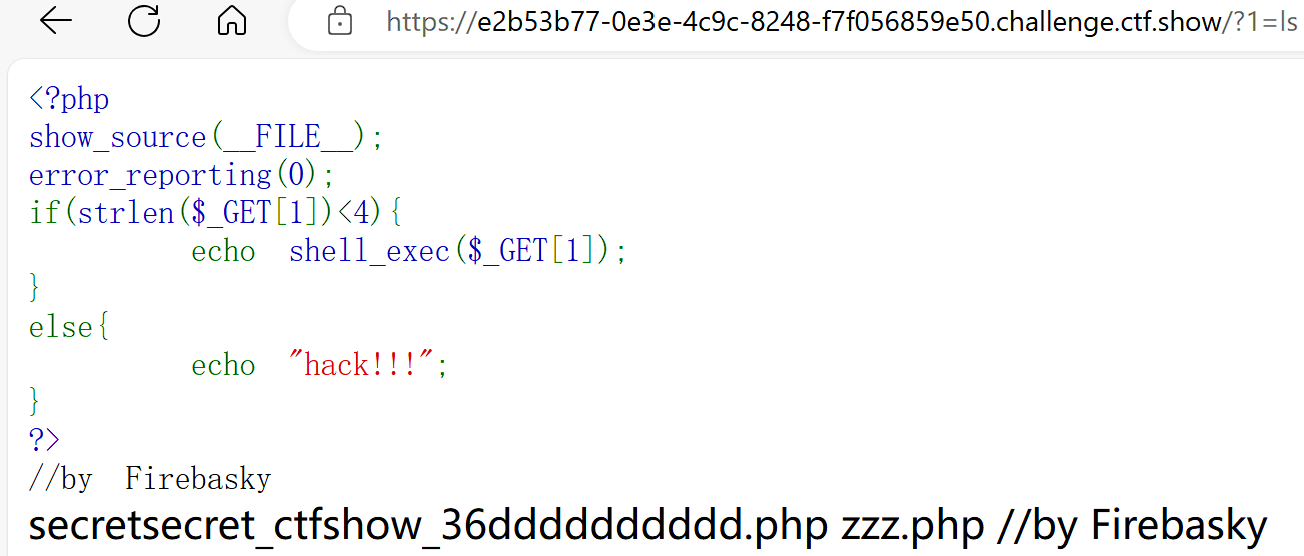 https://e2b53b77-0e3e-4c9c-8248-f7f056859e50.challenge.ctf.show/?1=ls
<?php
show_source(__FILE__);
error_reporting(0);
if(strlen($_GET[1])<4){
        echo  shell_exec($_GET[1]);
}
else{
        echo  "hack!!!";
}
?>
//by  Firebasky
secretsecret_ctfshow_36dddddddddd.php zzz.php //by Firebasky